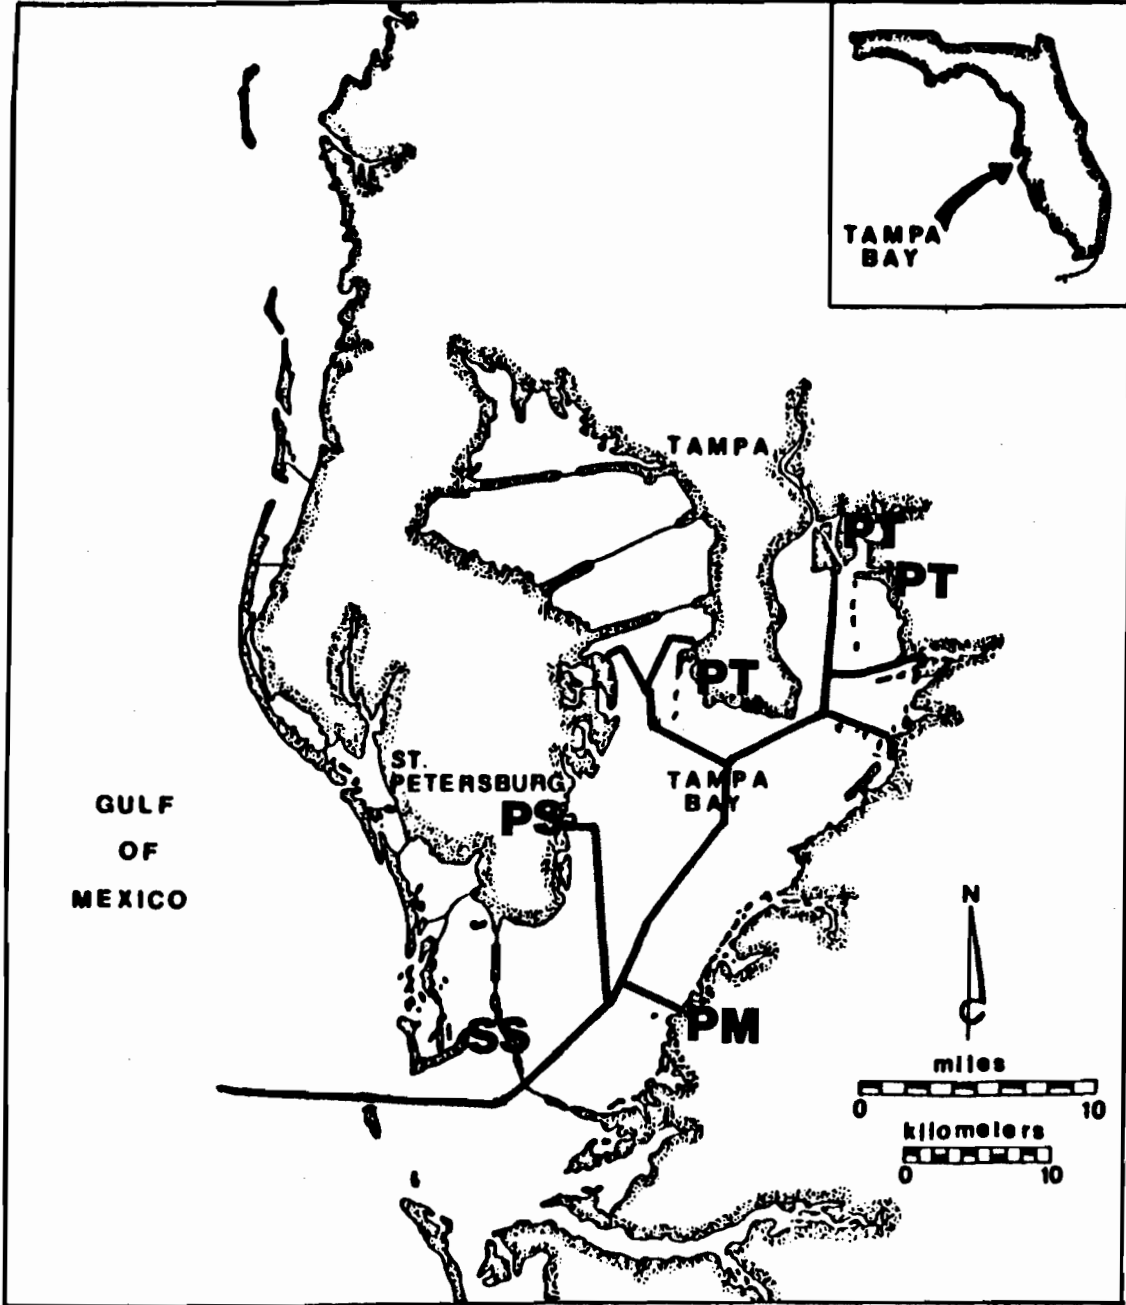 TAMPA
BAY
TAMPA
PT
PT
PT
ST.
PETERSBURG
TAMPA
BAY
PS
GULF
OF
MEXICO
N
PM
SS
miles
0 10
kilometers
0 10